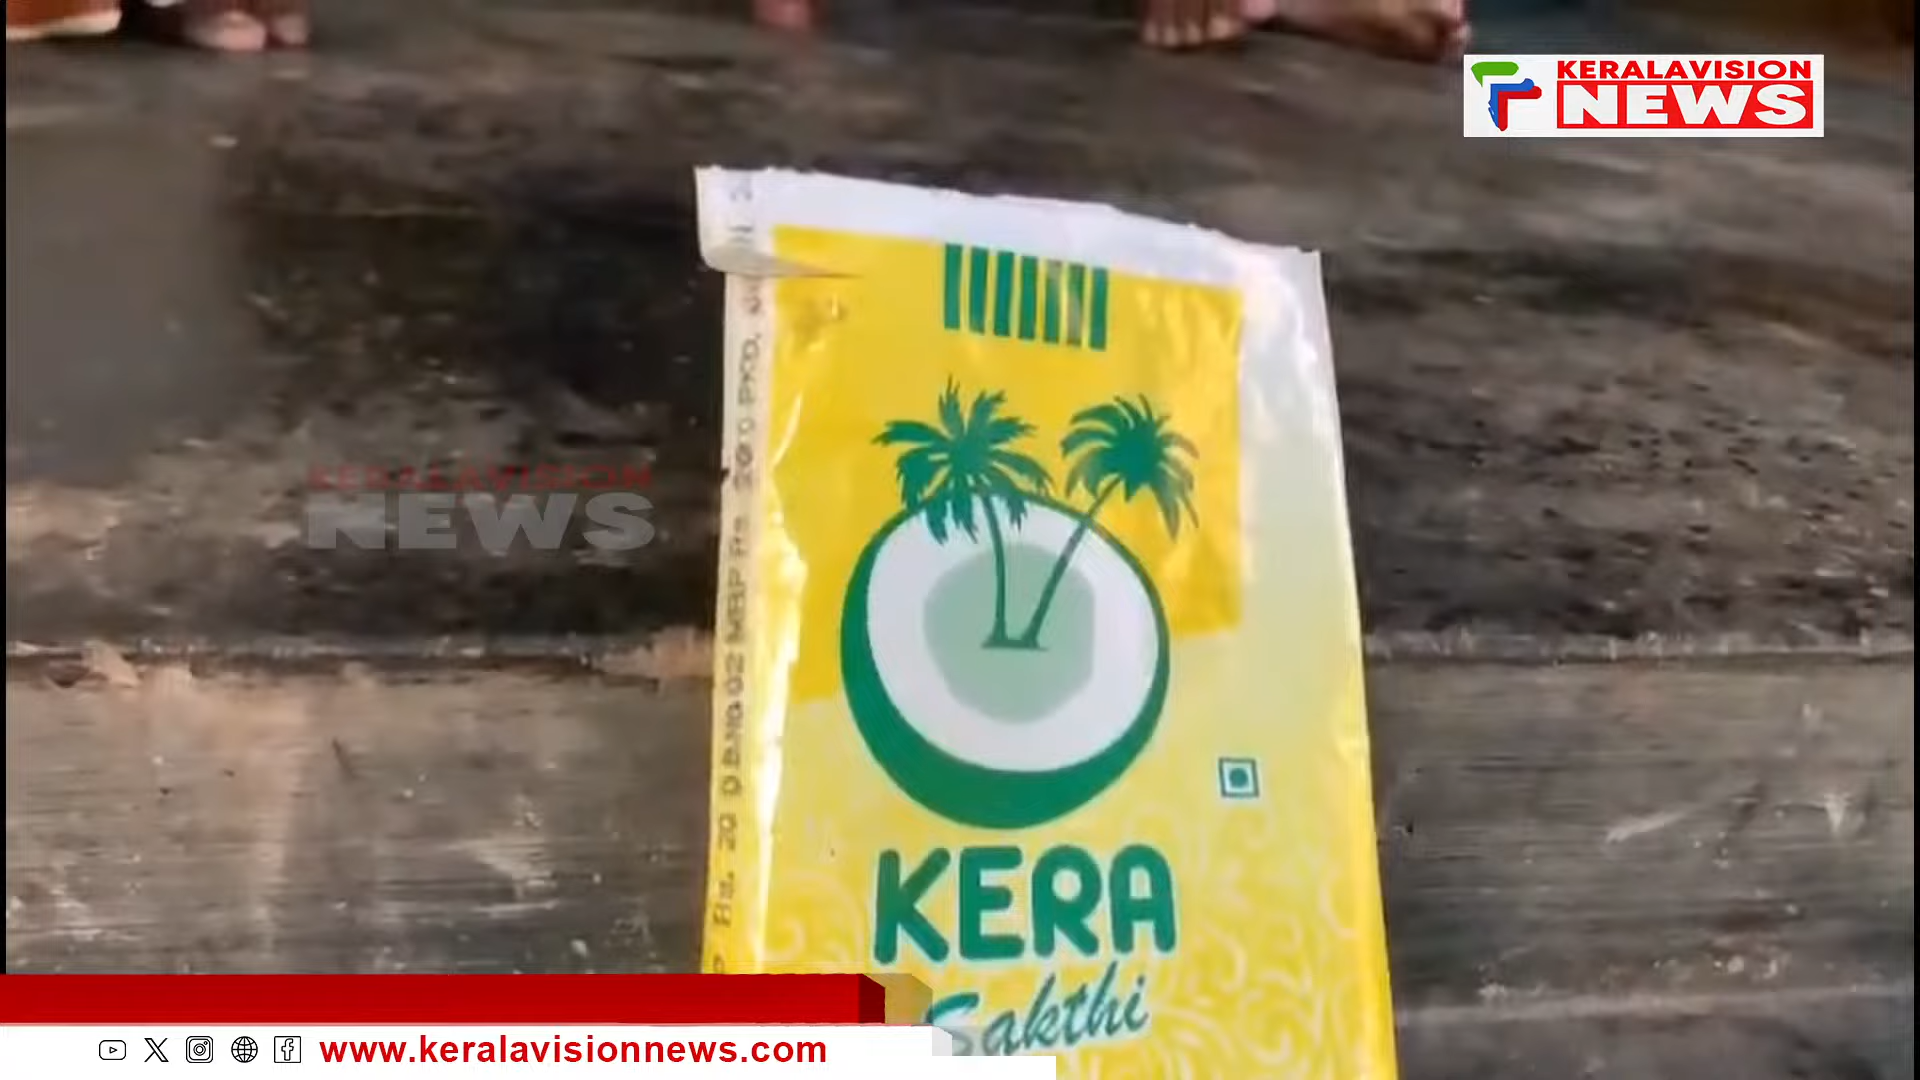 KERALAVISION
NEWS
KERALAVISION
NEWS
KERA
Sakthi
www.keralavisionnews.com